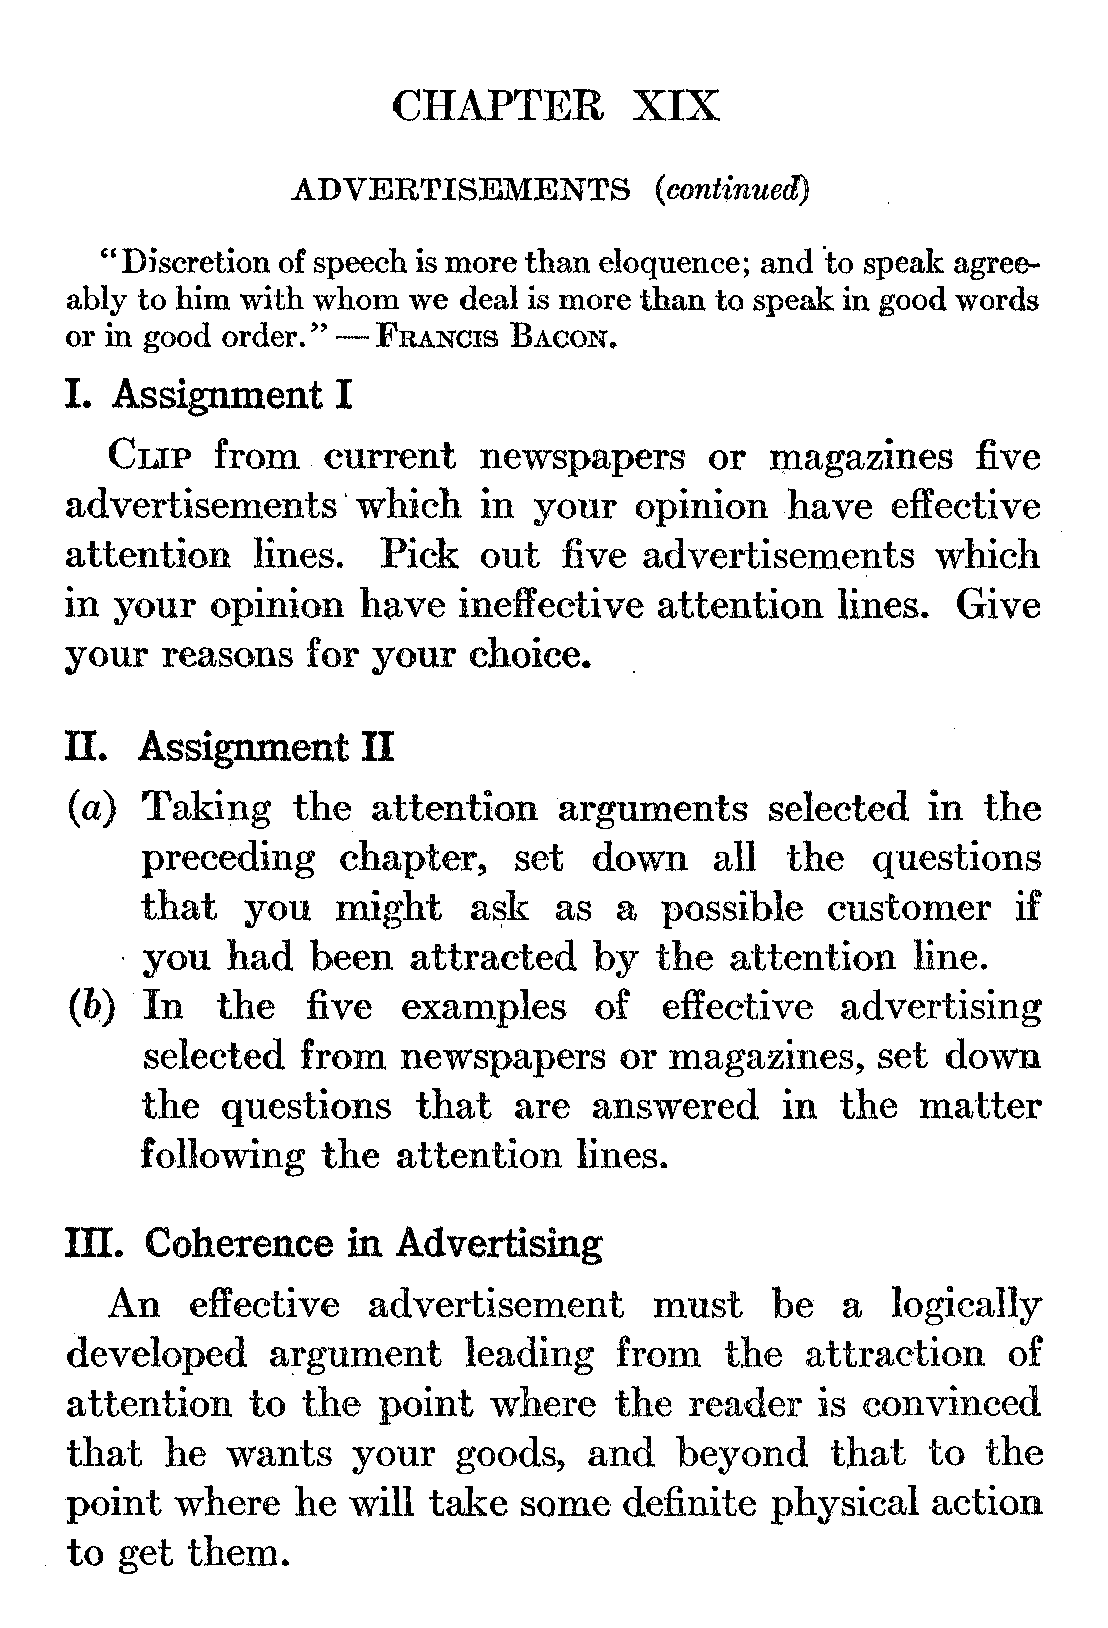 CHAPTER XIX
ADVERTISEMENTS (continued)
“Discretion of speech is more than eloquence; and to speak agree-
ably to him with whom we deal is more than to speak in good words
or in good order.” — FRANCIS BACON.
I. Assignment I
CLIP from current newspapers or magazines five
advertisements which in your opinion have effective
attention lines. Pick out five advertisements which
in your opinion have ineffective attention lines. Give
your reasons for your choice.
II. Assignment II
(a) Taking the attention arguments selected in the
preceding chapter, set down all the questions
that you might ask as a possible customer if
you had been attracted by the attention line.
(b) In the five examples of effective advertising
selected from newspapers or magazines, set down
the questions that are answered in the matter
following the attention lines.
III. Coherence in Advertising
An effective advertisement must be a logically
developed argument leading from the attraction of
attention to the point where the reader is convinced
that he wants your goods, and beyond that to the
point where he will take some definite physical action
to get them.